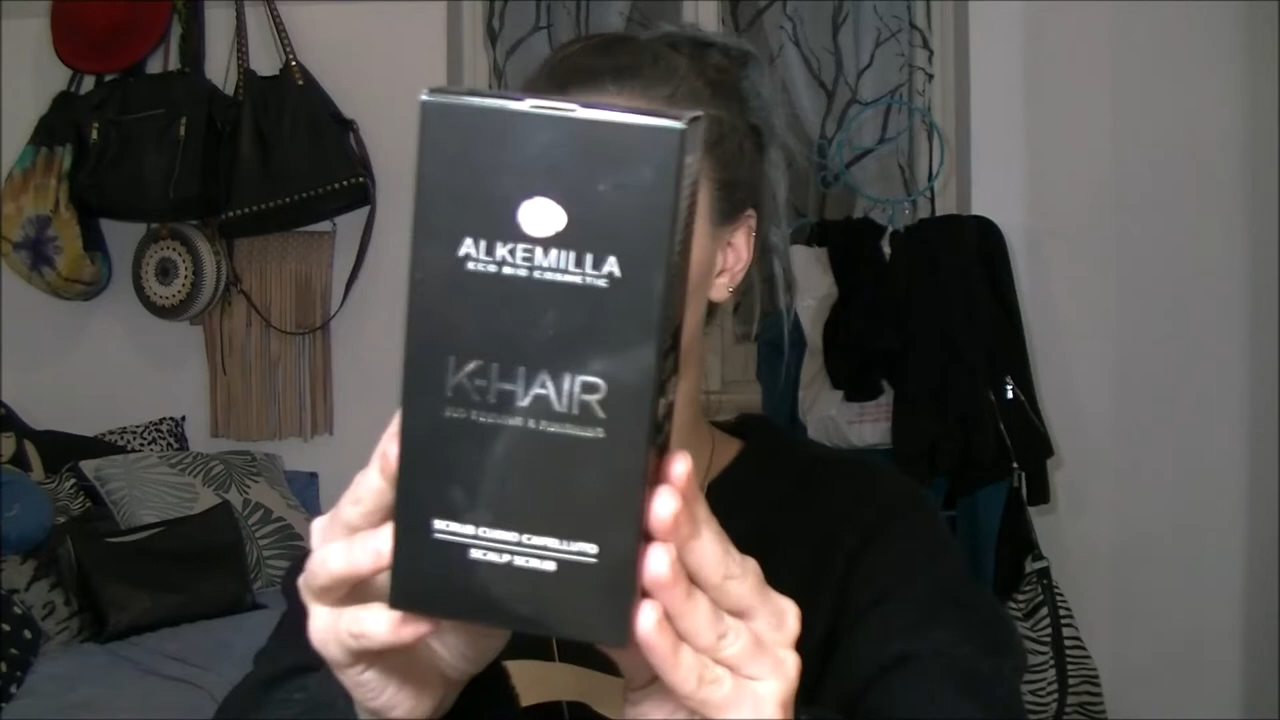 ALKEMILLA
ECO BIO COSMETIC
K-HAIR
SCRUB CUOIO CAPELLUTO
SCALP SCRUB